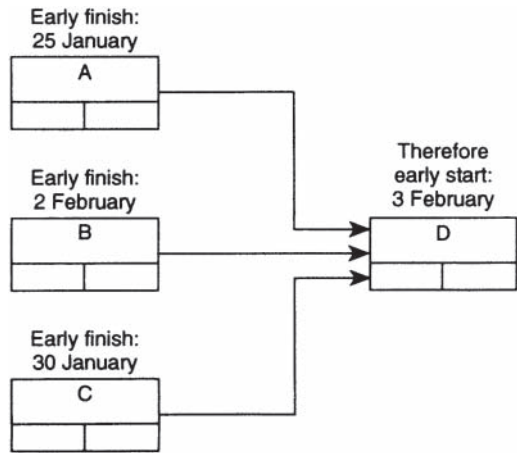 Early finish:
25 January
A
Early finish:
2 February
B
Therefore
early start:
3 February
D
Early finish:
30 January
C